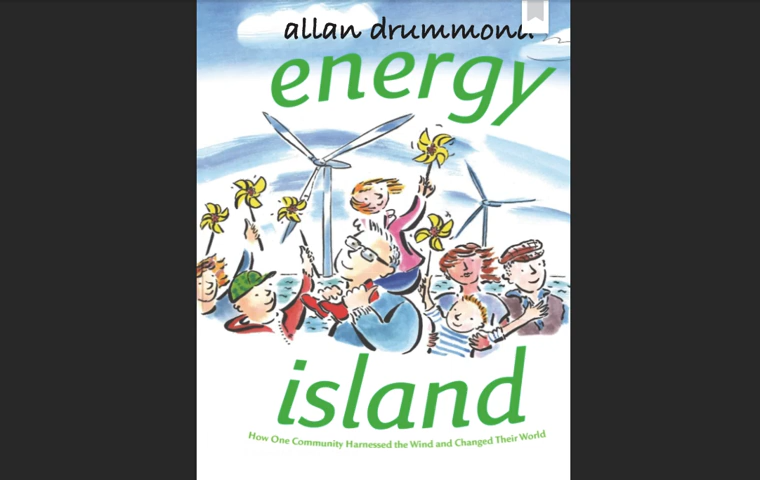 allan drummond
energy
island
How One Community Harnessed the Wind and Changed Their World